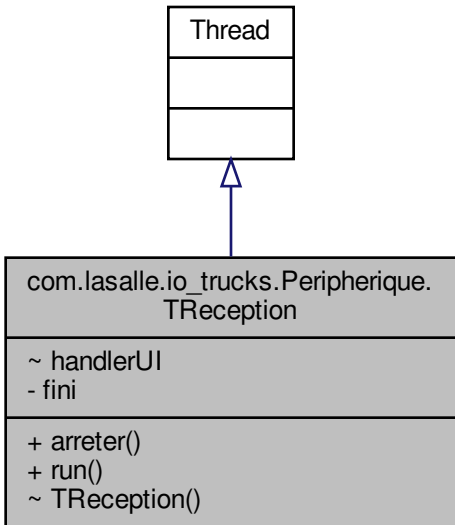 Thread
com.lasalle.io_trucks.Peripherique.
TReception
~ handlerUI
- fini
+ arreter()
+ run()
~ TReception()